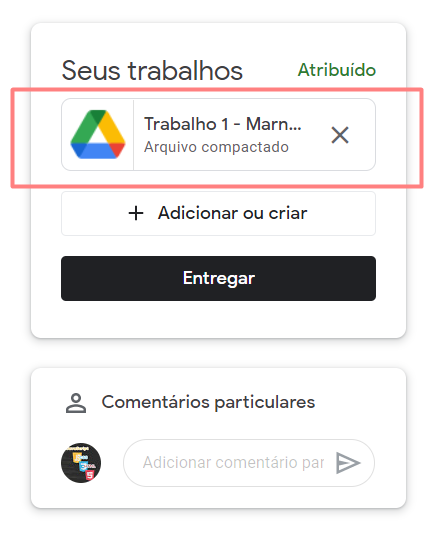 Seus trabalhos
Atribuído
Trabalho 1 - Marn...
Arquivo compactado
Adicionar ou criar
Entregar
Comentários particulares
Adicionar comentário par